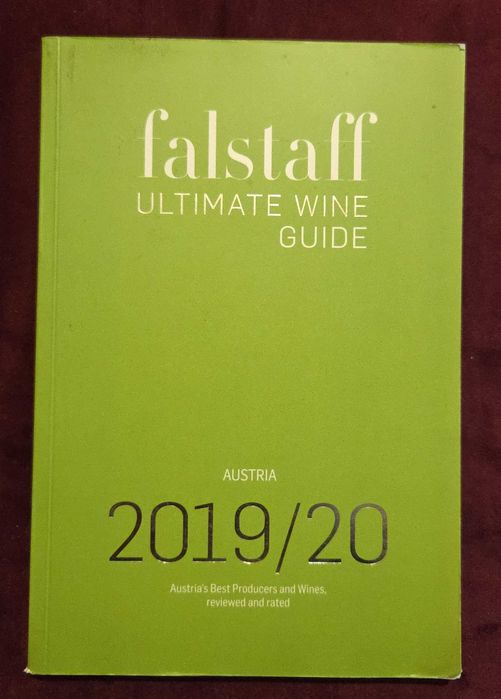 falstaff
ULTIMATE WINE
GUIDE
AUSTRIA
2019/20
Austria's Best Producers and Wines,
reviewed and rated